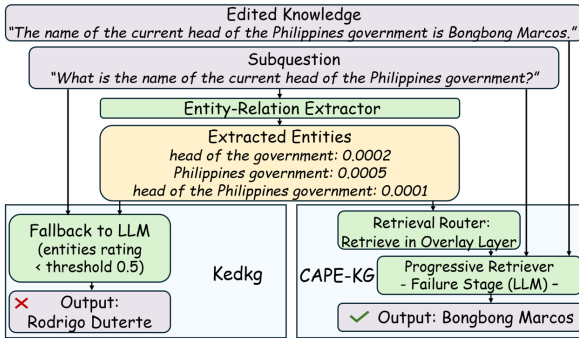 Edited Knowledge
"The name of the current head of the Philippines government is Bongbong Marcos."
Subquestion
"What is the name of the current head of the Philippines government?"
Entity-Relation Extractor
Extracted Entities
head of the government: 0.0002
Philippines government: 0.0005
head of the Philippines government: 0.0001
Fallback to LLM
(entities rating
< threshold 0.5)
Kedkg
Output:
Rodrigo Duterte
Retrieval Router:
Retrieve in Overlay Layer
CAPE-KG
Progressive Retriever
- Failure Stage (LLM) -
Output: Bongbong Marcos